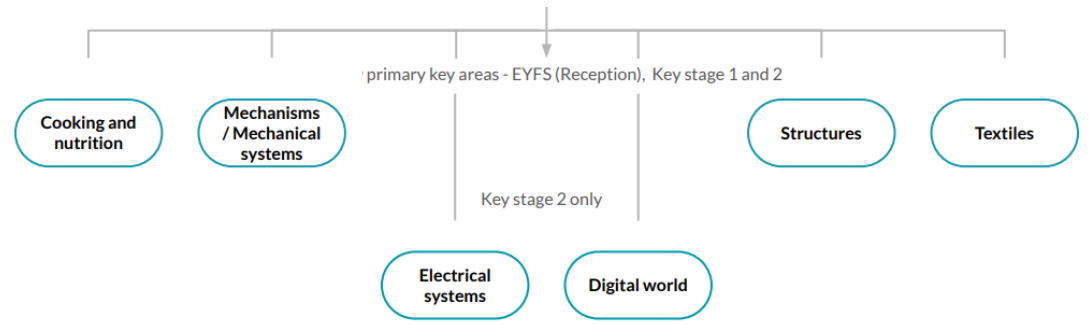 primary key areas - EYFS (Reception), Key stage 1 and 2
Cooking and
nutrition
Mechanisms
/ Mechanical
systems
Structures
Textiles
Key stage 2 only
Electrical
systems
Digital world